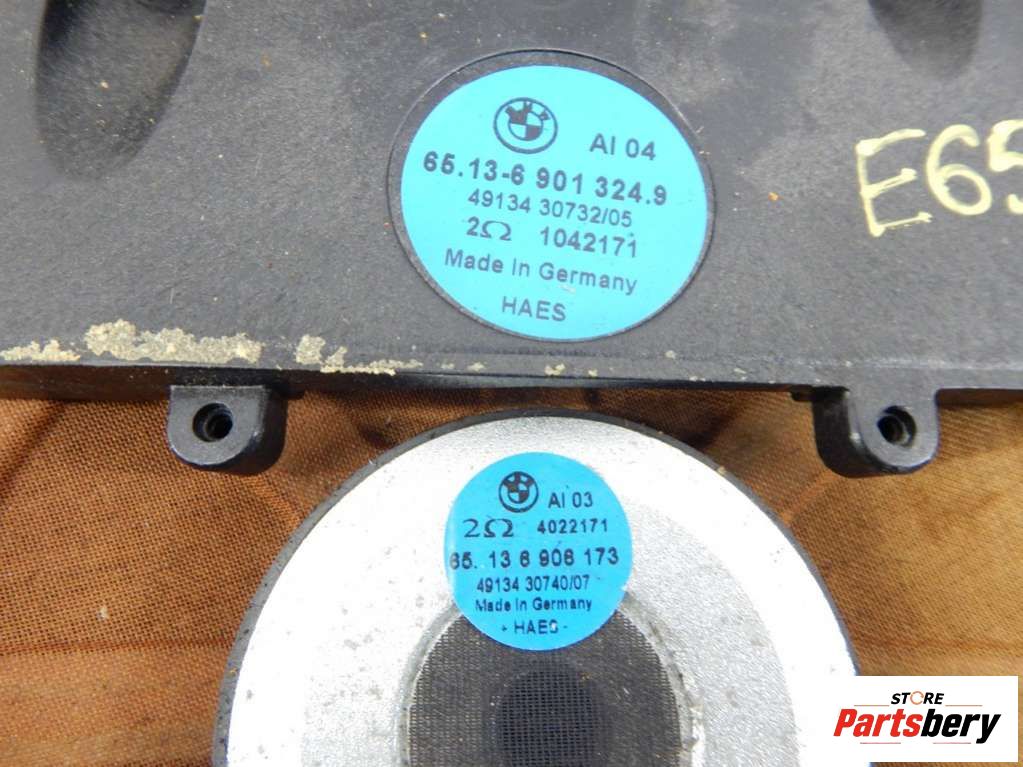 AI 04
65.13-6 901 324.9
49134 30732/05
2Ω 1042171
Made In Germany
HAES
E65
AI 03
2Ω 4022171
65. 13 6 908 173
49134 30740/07
Made In Germany
+ HAES -
STORE
Partsbery